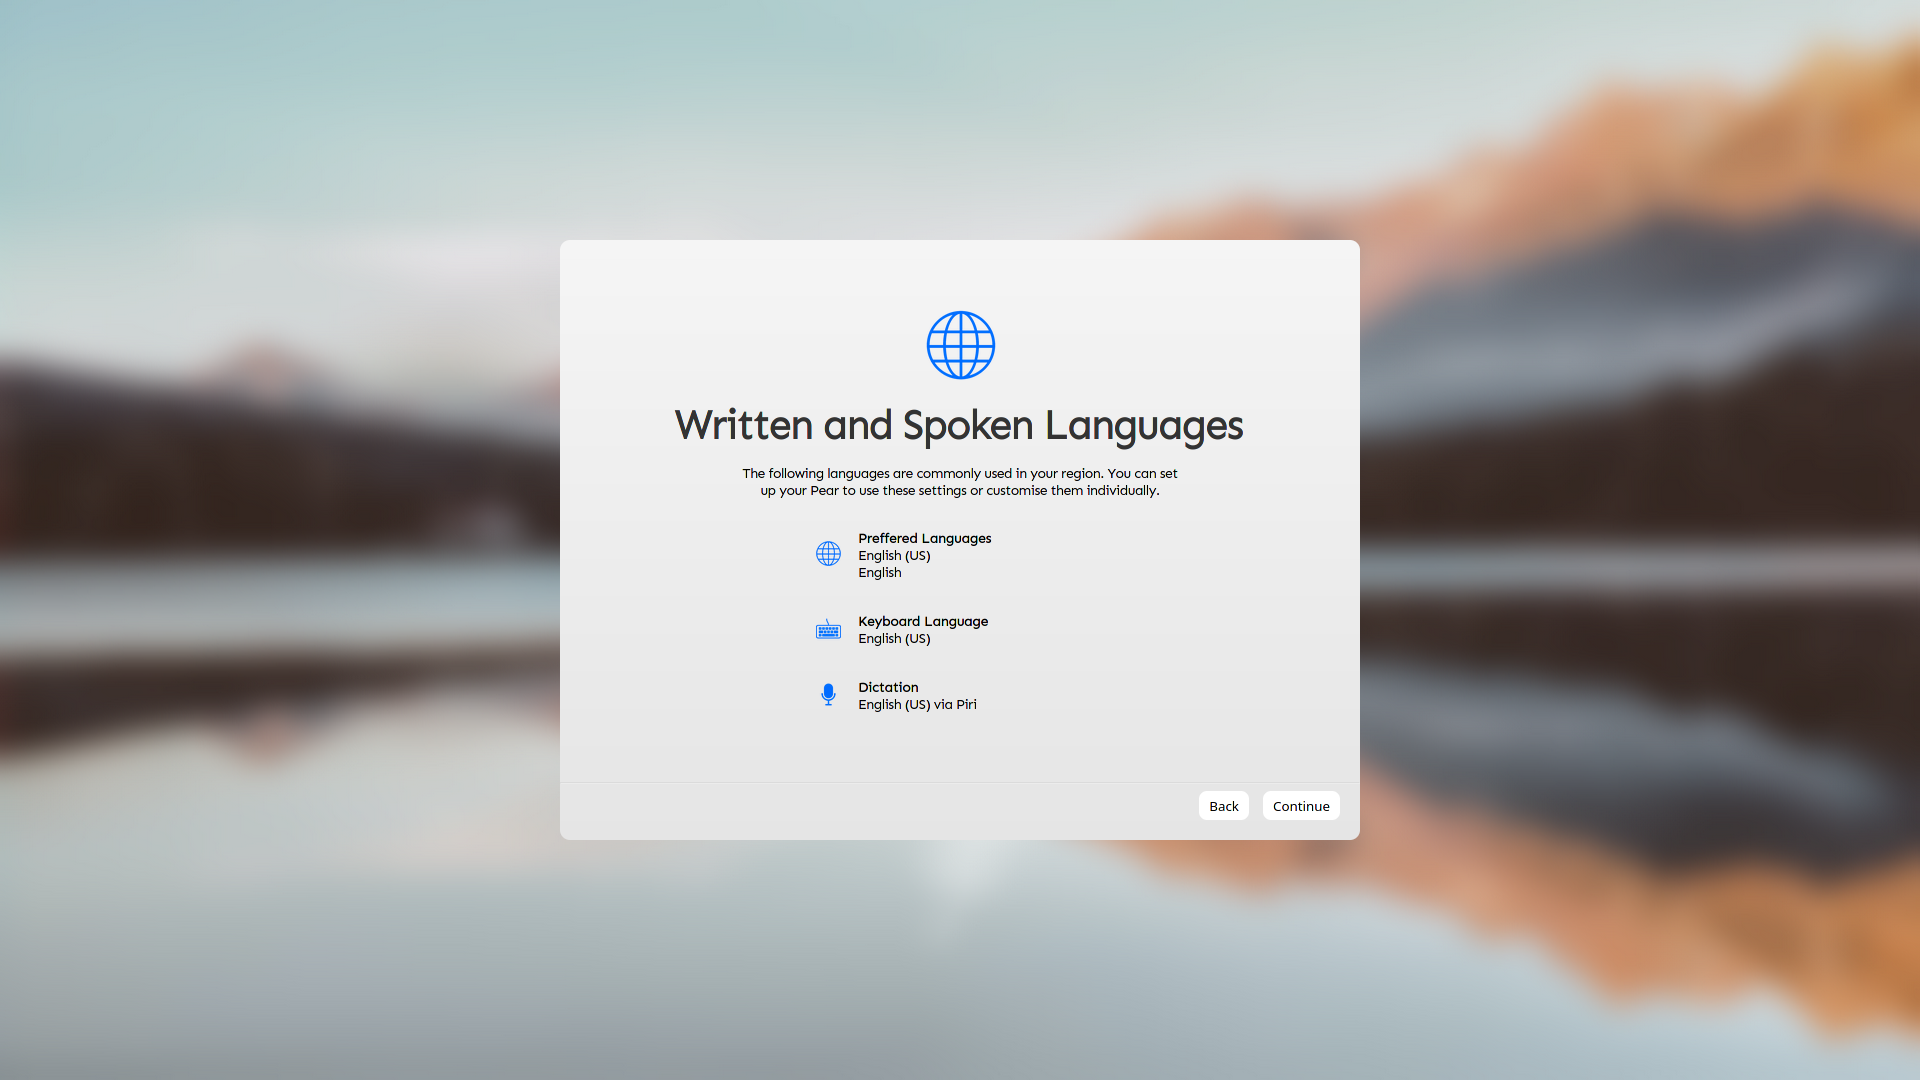 Written and Spoken Languages
The following languages are commonly used in your region. You can set
up your Pear to use these settings or customise them individually.
Preffered Languages
English (US)
English
Keyboard Language
English (US)
Dictation
English (US) via Piri
Back
Continue